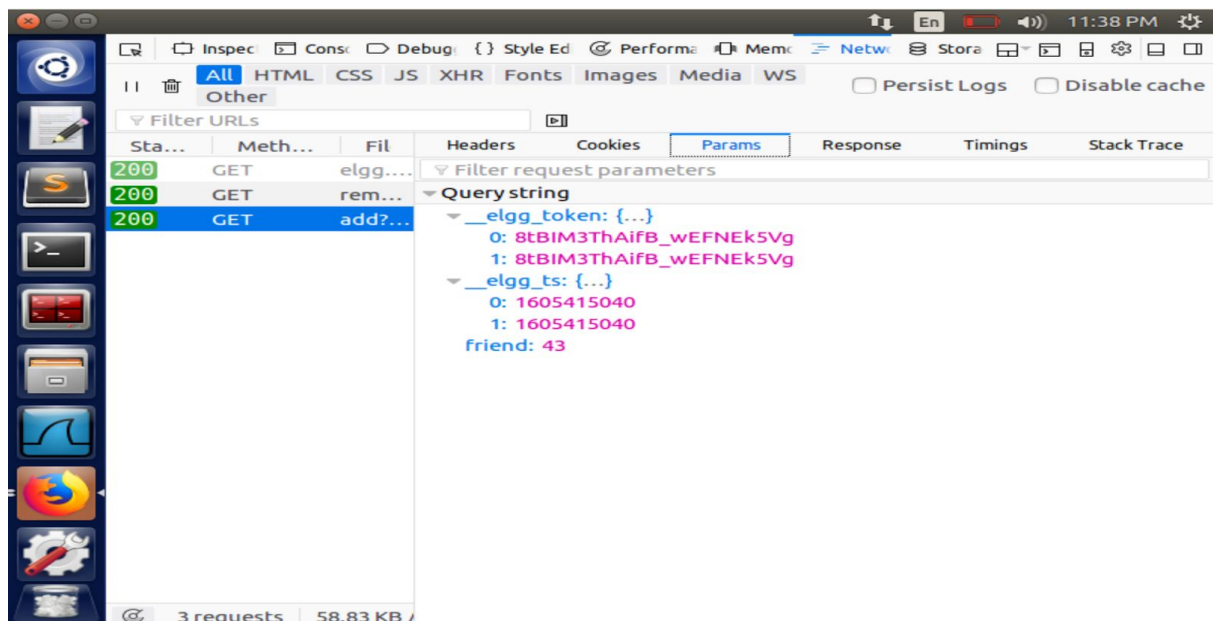 En 11:38 PM
Inspec Conso Debug {} Style Ed Performa Memo Netwo Stora
All HTML CSS JS XHR Fonts Images Media WS
Other
Persist Logs Disable cache
Filter URLs
Sta... Meth... Fil Headers Cookies Params Response Timings Stack Trace
200 GET elgg.... Filter request parameters
200 GET rem... Query string
200 GET add?... __elgg_token: {...}
0: 8tBIM3ThAifB_wEFNEk5Vg
1: 8tBIM3ThAifB_wEFNEk5Vg
__elgg_ts: {...}
0: 1605415040
1: 1605415040
friend: 43
3 requests 58.83 KB /